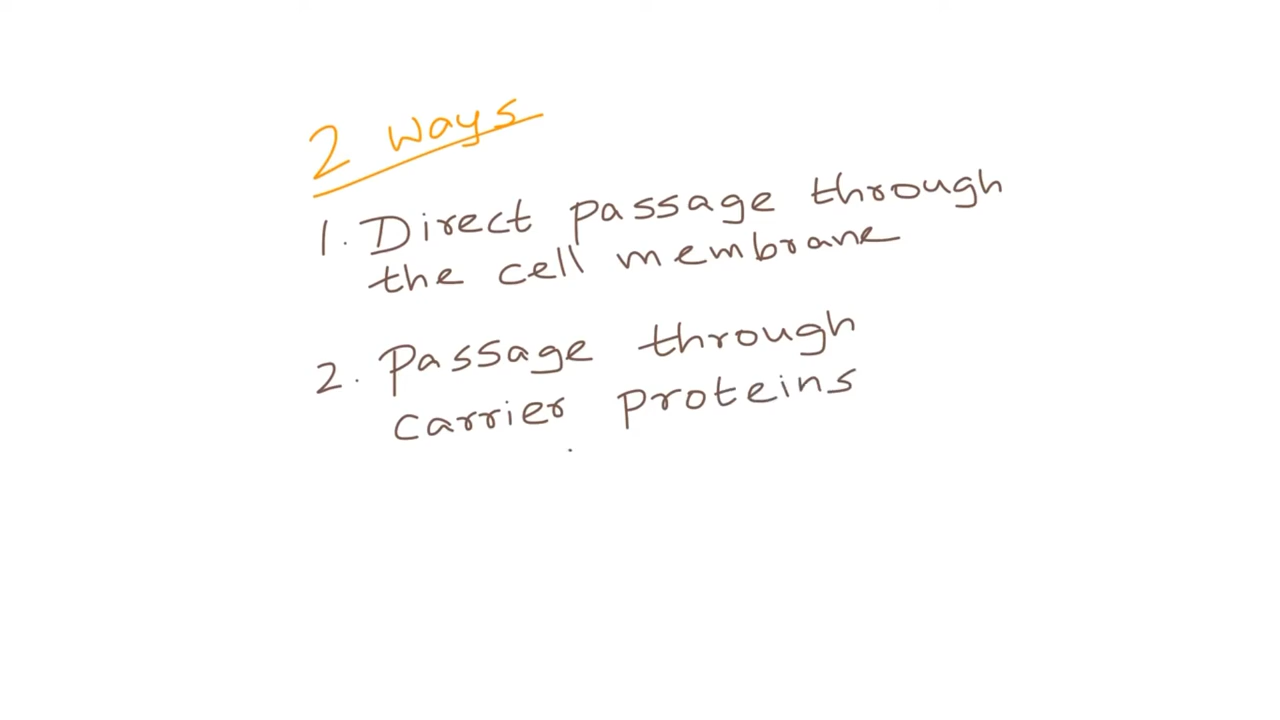 2 ways
1. Direct passage through
the cell membrane
2. Passage through
carrier proteins